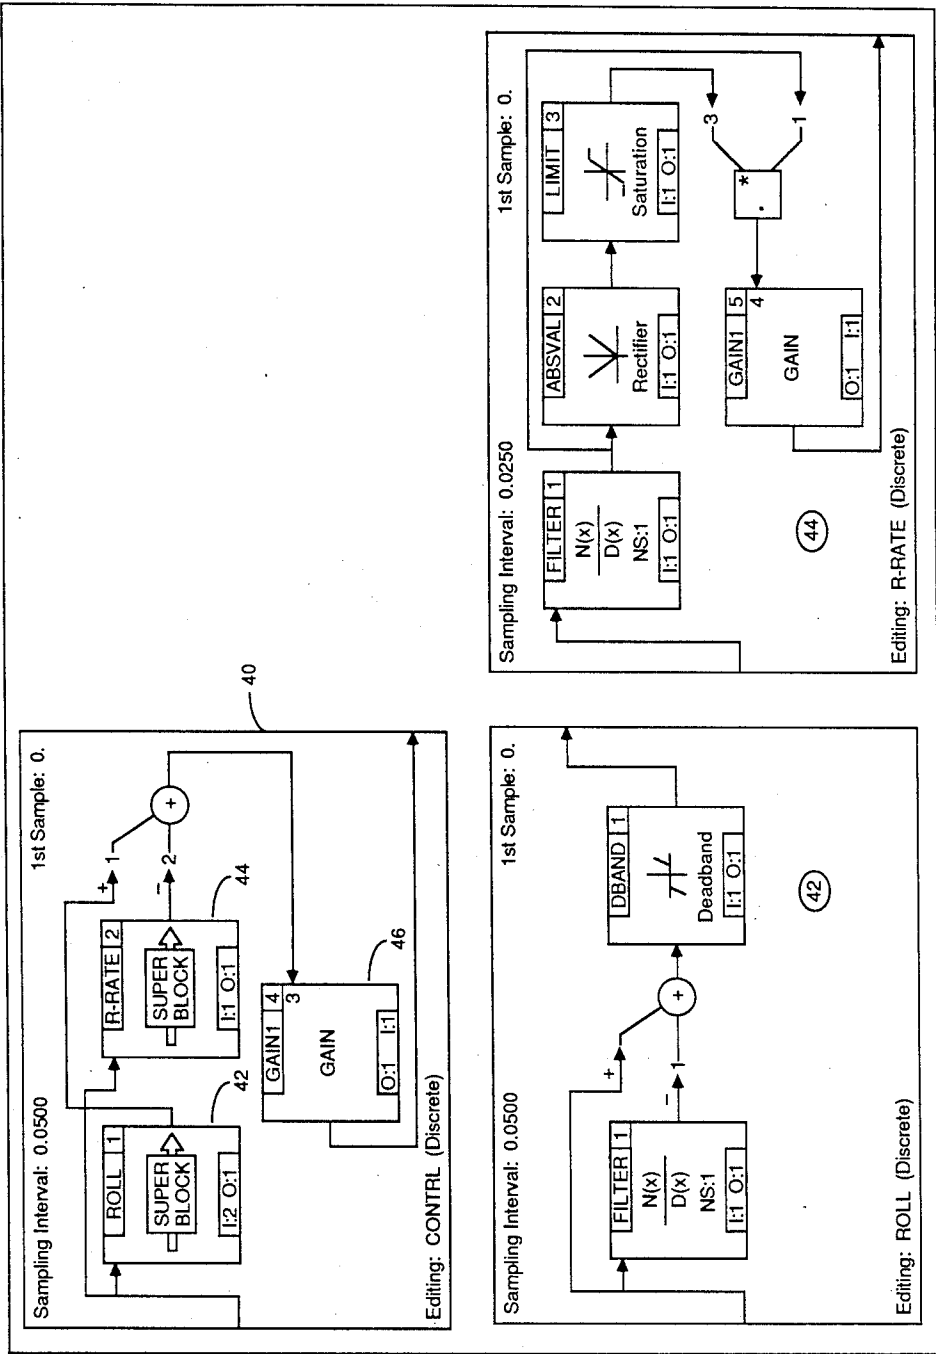 Sampling Interval: 0.0500
1st Sample: 0.
ROLL 1
SUPER
BLOCK
I:2 O:1
42
R-RATE 2
SUPER
BLOCK
I:1 O:1
44
+
1
−
2
+
GAIN1 4
3
GAIN
O:1 I:1
46
40
Editing: CONTRL (Discrete)
Sampling Interval: 0.0500
1st Sample: 0.
FILTER 1
N(x)
D(x)
NS:1
I:1 O:1
+
−
1
+
DBAND 1
Deadband
I:1 O:1
42
Editing: ROLL (Discrete)
Sampling Interval: 0.0250
1st Sample: 0.
FILTER 1
N(x)
D(x)
NS:1
I:1 O:1
ABSVAL 2
Rectifier
I:1 O:1
LIMIT 3
Saturation
I:1 O:1
3
1
*
.
GAIN1 5
4
GAIN
O:1 I:1
44
Editing: R-RATE (Discrete)